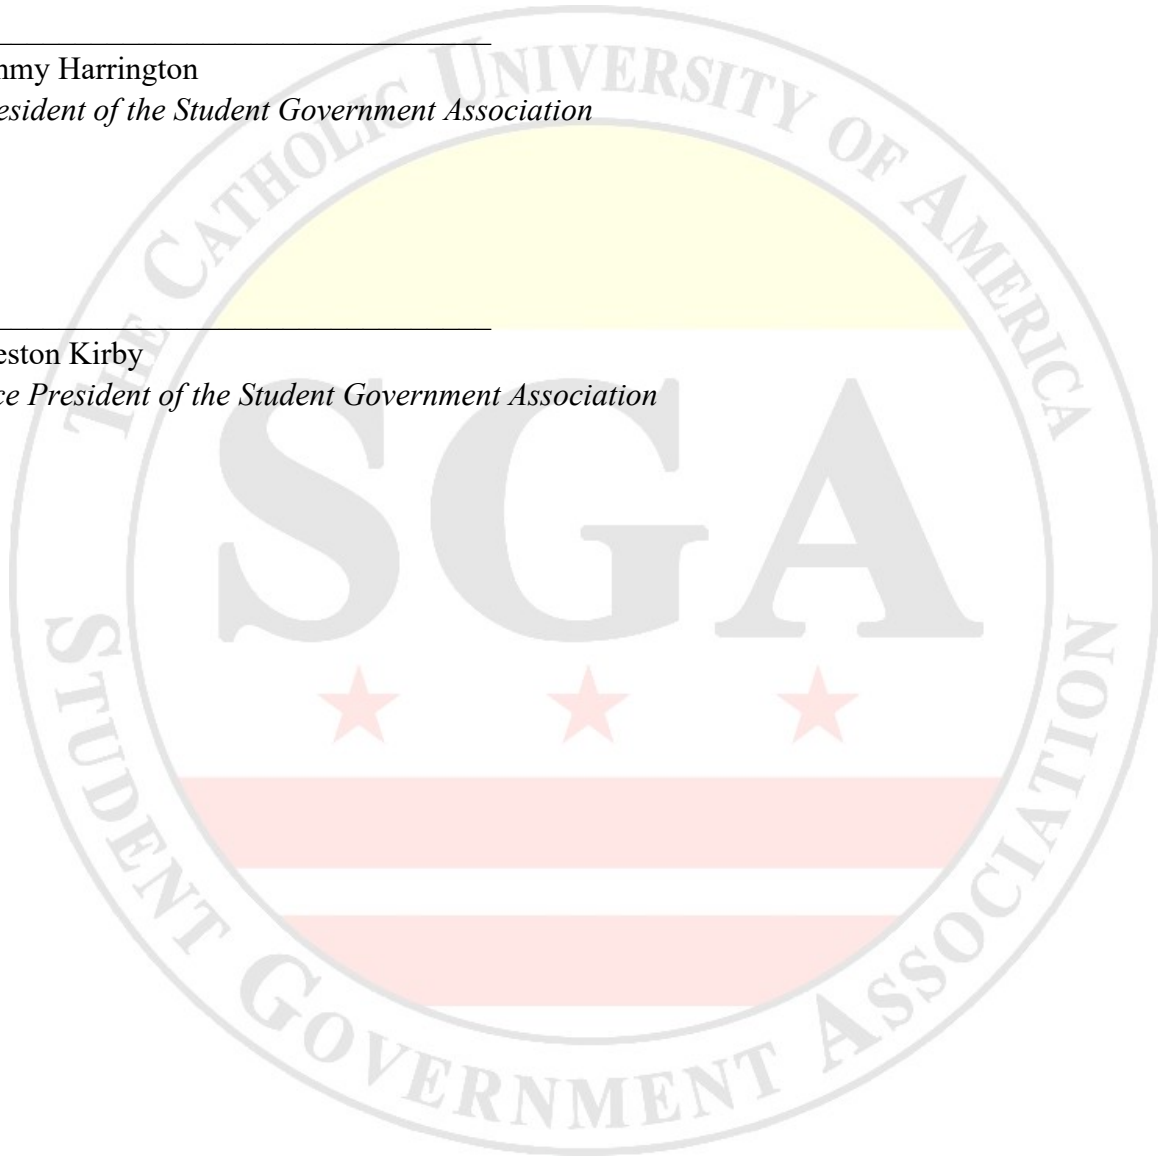 mmy Harrington
esident of the Student Government Association
eston Kirby
ce President of the Student Government Association
THE CATHOLIC UNIVERSITY OF AMERICA
SGA
STUDENT GOVERNMENT ASSOCIATION